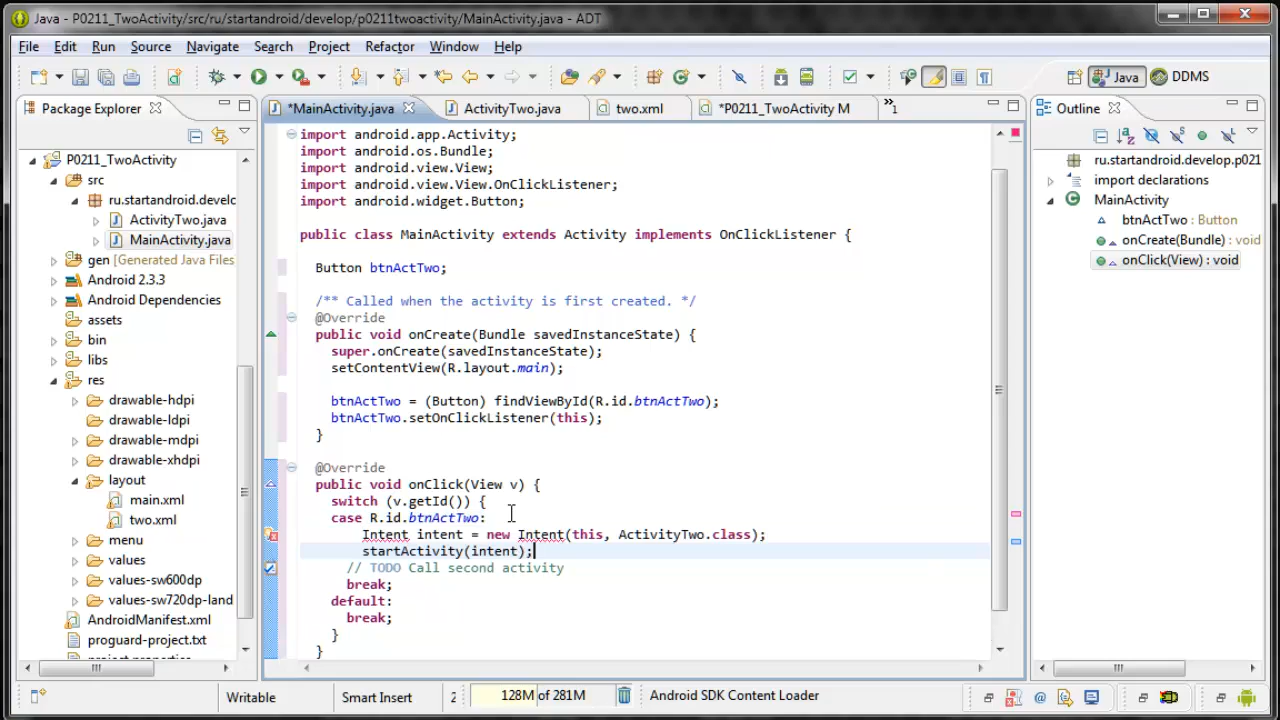 Java - P0211_TwoActivity/src/ru/startandroid/develop/p0211twoactivity/MainActivity.java - ADT
File Edit Run Source Navigate Search Project Refactor Window Help
Java DDMS
Package Explorer
*MainActivity.java ActivityTwo.java two.xml *P0211_TwoActivity M »1
Outline
P0211_TwoActivity
src
ru.startandroid.develc
ActivityTwo.java
MainActivity.java
gen [Generated Java Files
Android 2.3.3
Android Dependencies
assets
bin
libs
res
drawable-hdpi
drawable-ldpi
drawable-mdpi
drawable-xhdpi
layout
main.xml
two.xml
menu
values
values-sw600dp
values-sw720dp-land
AndroidManifest.xml
proguard-project.txt
project.properties
import android.app.Activity;
import android.os.Bundle;
import android.view.View;
import android.view.View.OnClickListener;
import android.widget.Button;
public class MainActivity extends Activity implements OnClickListener {
Button btnActTwo;
/** Called when the activity is first created. */
@Override
public void onCreate(Bundle savedInstanceState) {
super.onCreate(savedInstanceState);
setContentView(R.layout.main);
btnActTwo = (Button) findViewById(R.id.btnActTwo);
btnActTwo.setOnClickListener(this);
}
@Override
public void onClick(View v) {
switch (v.getId()) {
case R.id.btnActTwo:
Intent intent = new Intent(this, ActivityTwo.class);
startActivity(intent);
// TODO Call second activity
break;
default:
break;
}
}
ru.startandroid.develop.p021
import declarations
MainActivity
btnActTwo : Button
onCreate(Bundle) : void
onClick(View) : void
Writable Smart Insert 2 128M of 281M Android SDK Content Loader